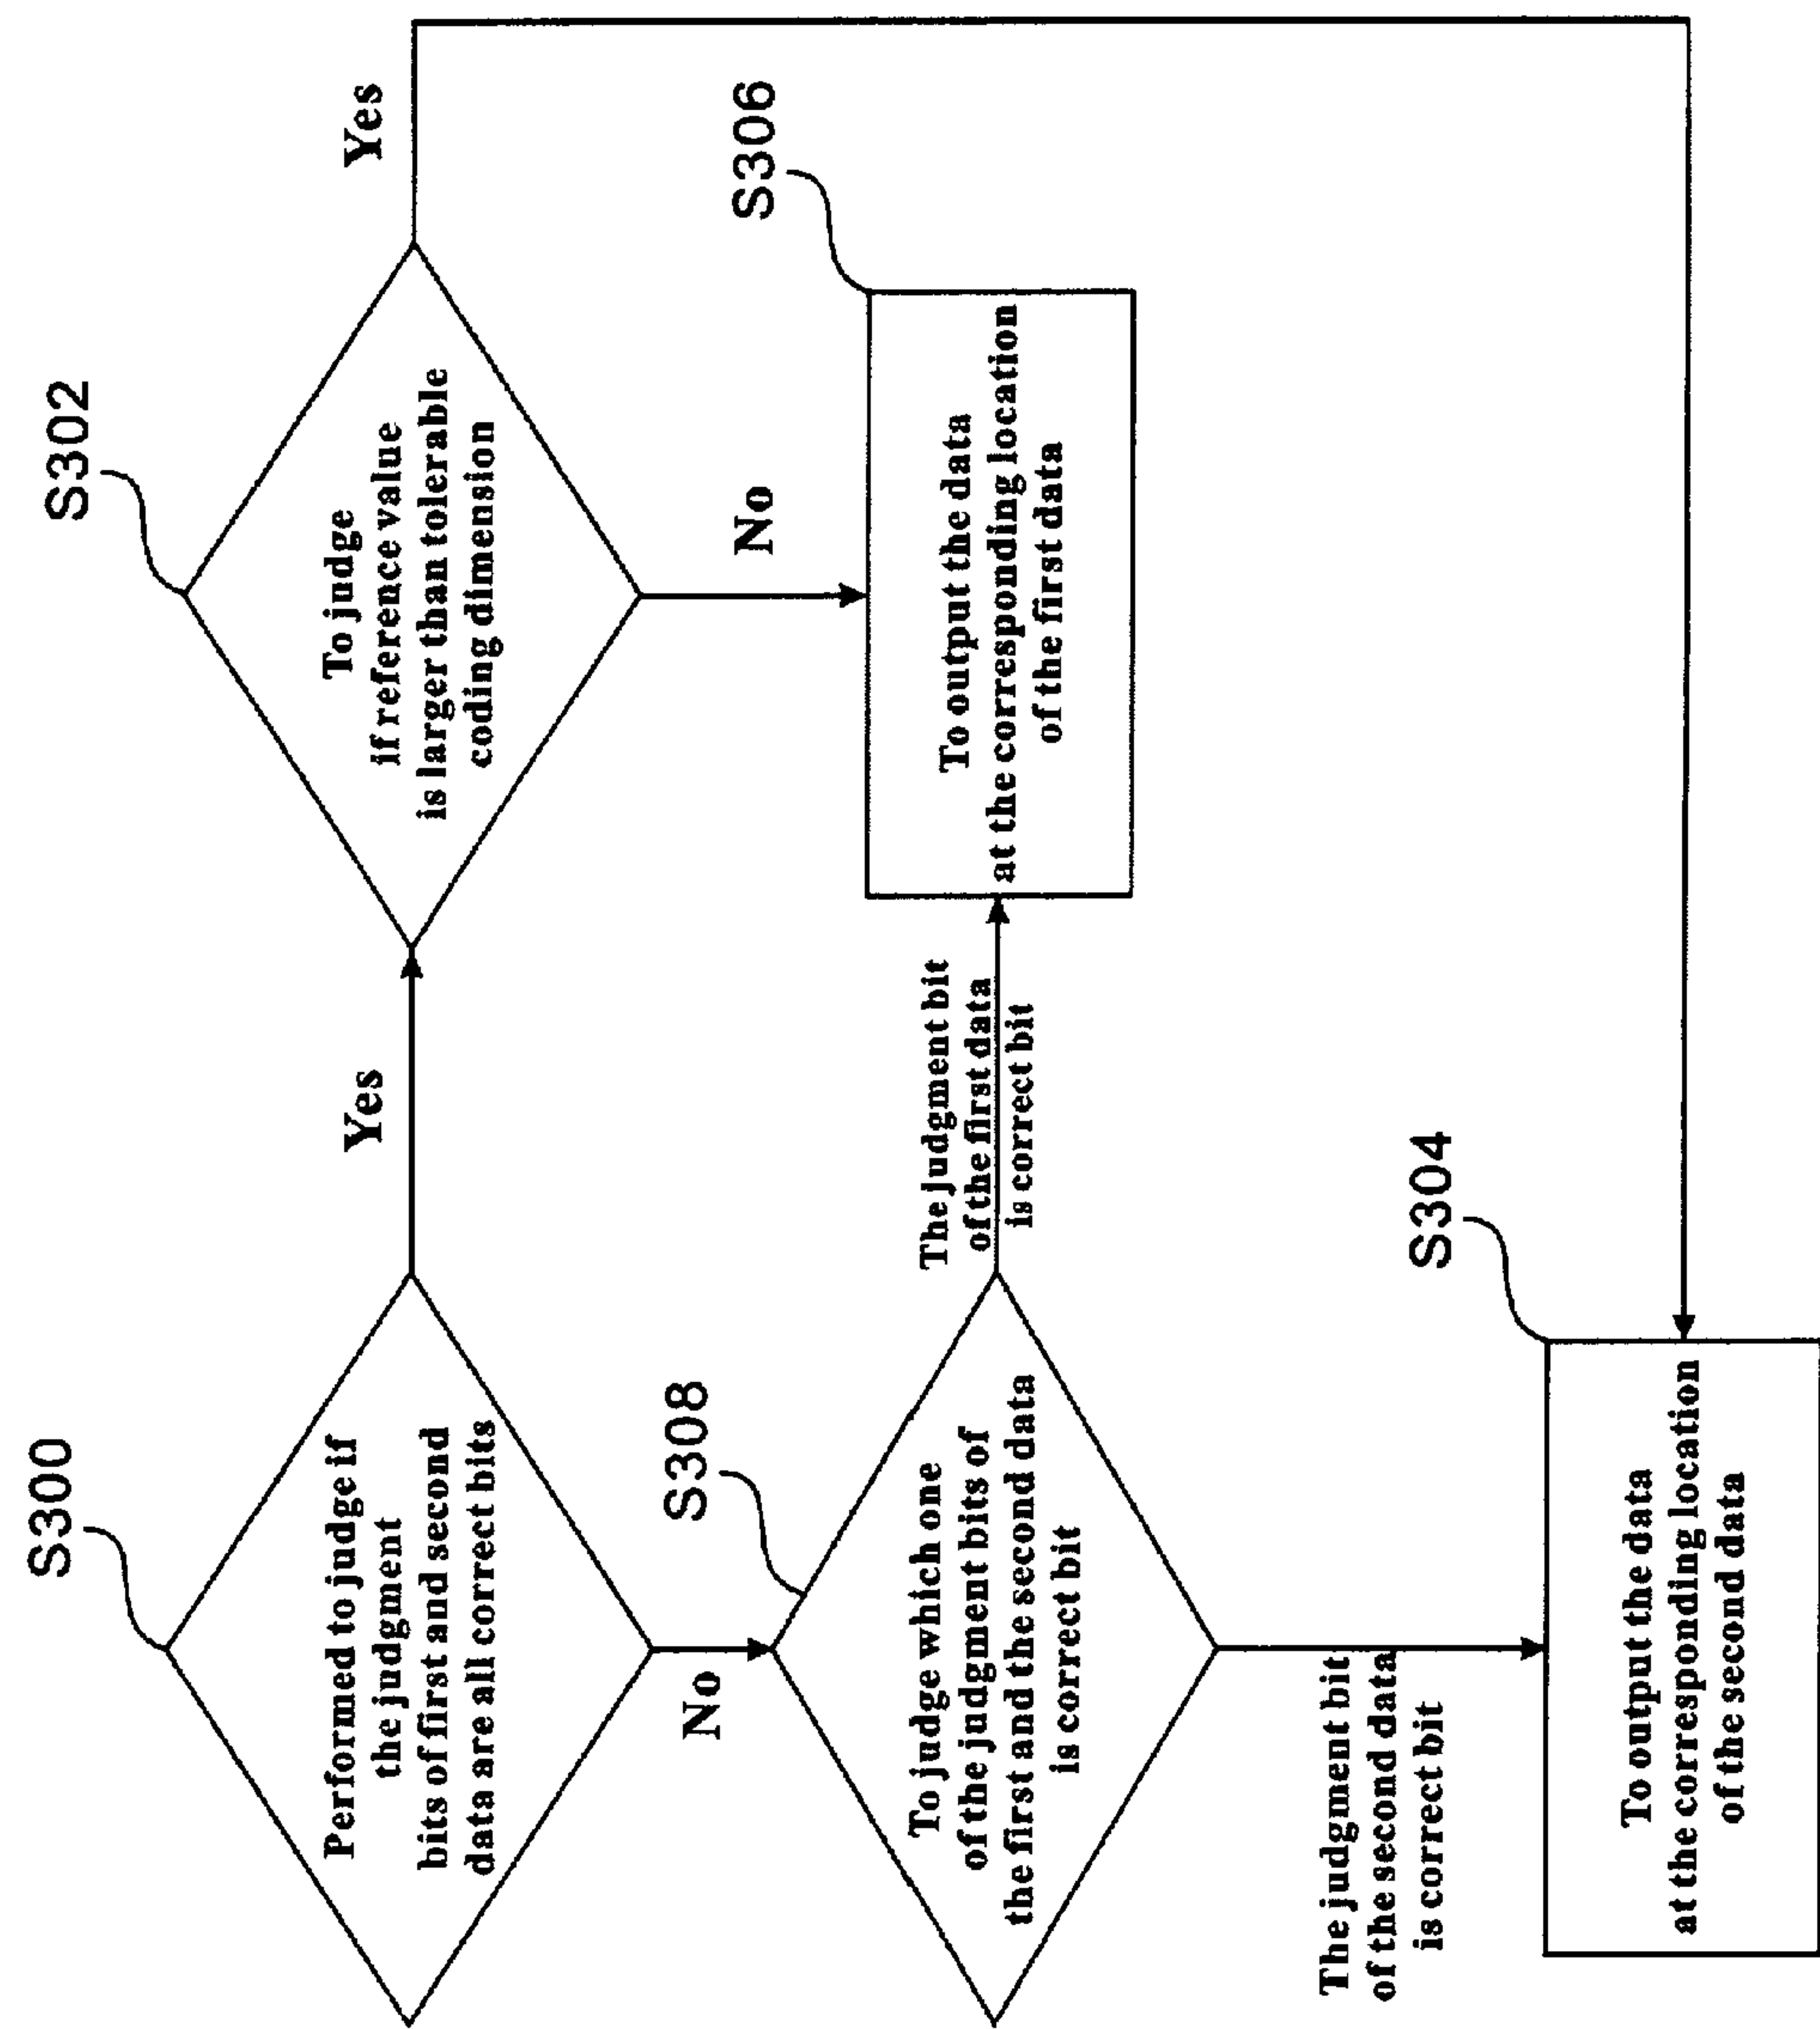 S300
Performed to judge if
the judgment
bits of first and second
data are all correct bits
Yes
S302
To judge
if reference value
is larger than tolerable
coding dimension
Yes
No
No
S308
To judge which one
of the judgment bits of
the first and the second data
is correct bit
The judgment bit
of the first data
is correct bit
S306
To output the data
at the corresponding location
of the first data
The judgment bit
of the second data
is correct bit
S304
To output the data
at the corresponding location
of the second data